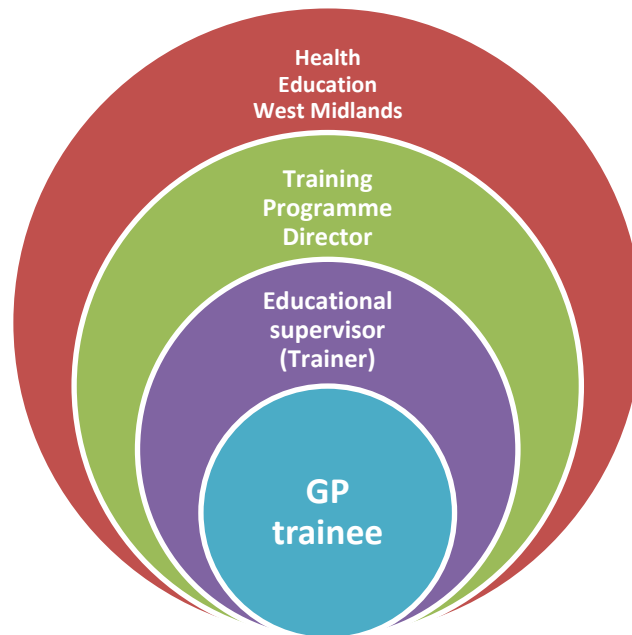 Health
Education
West Midlands
Training
Programme
Director
Educational
supervisor
(Trainer)
GP
trainee